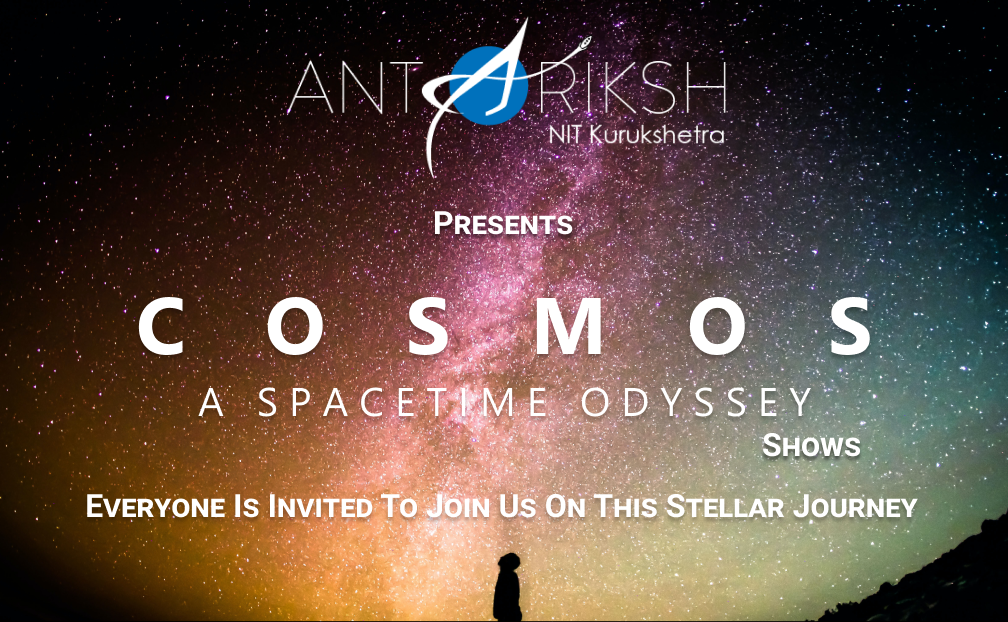 ANTARIKSH
NIT Kurukshetra
PRESENTS
COSMOS
A SPACETIME ODYSSEY
SHOWS
EVERYONE IS INVITED TO JOIN US ON THIS STELLAR JOURNEY